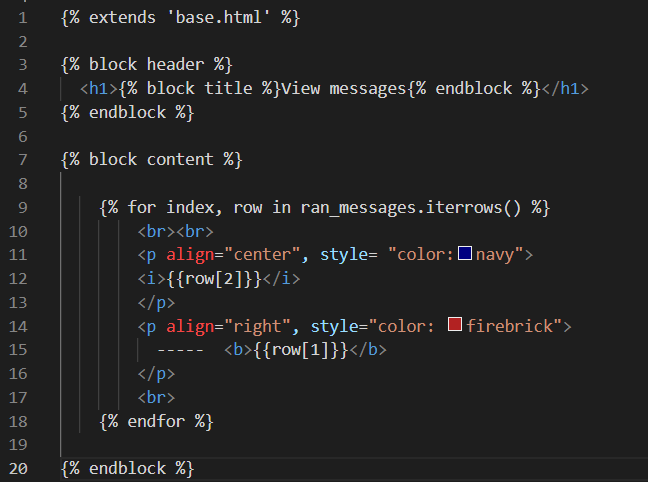 1 {% extends 'base.html' %}
2
3 {% block header %}
4   <h1>{% block title %}View messages{% endblock %}</h1>
5 {% endblock %}
6
7 {% block content %}
8
9     {% for index, row in ran_messages.iterrows() %}
10         <br><br>
11         <p align="center", style= "color:navy">
12         <i>{{row[2]}}</i>
13         </p>
14         <p align="right", style="color: firebrick">
15           -----  <b>{{row[1]}}</b>
16         </p>
17         <br>
18     {% endfor %}
19
20 {% endblock %}